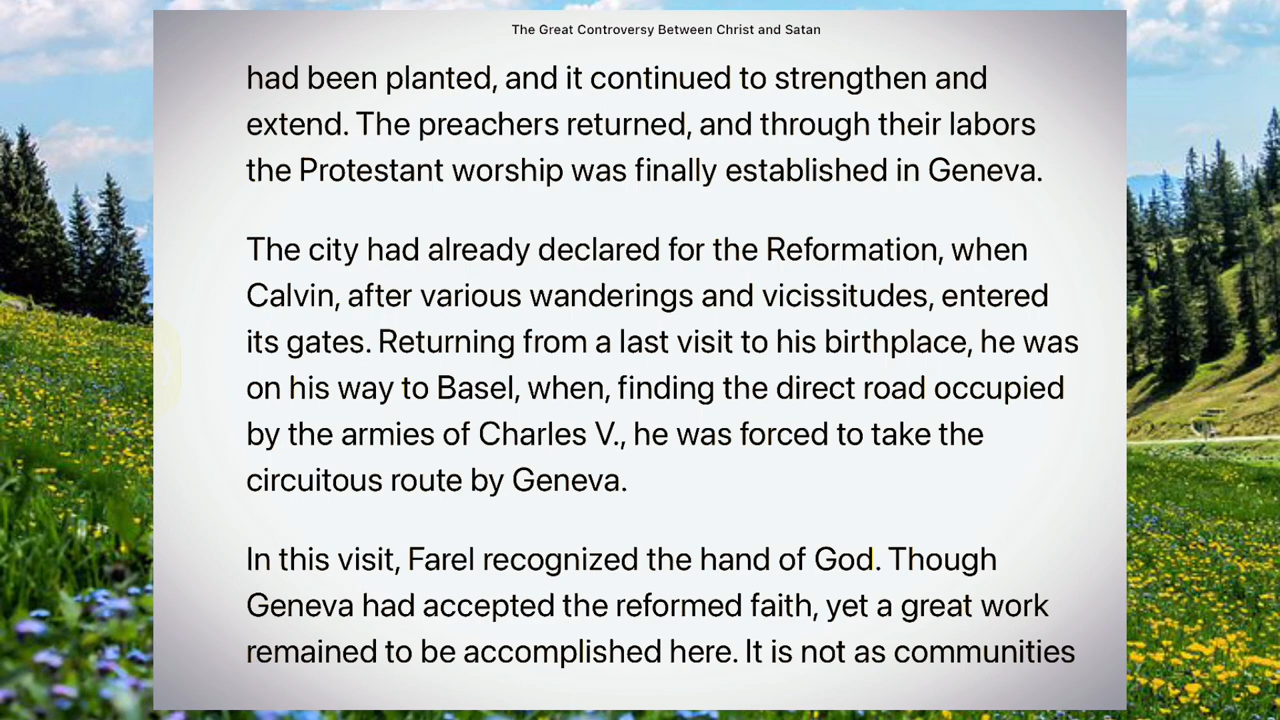 The Great Controversy Between Christ and Satan
had been planted, and it continued to strengthen and
extend. The preachers returned, and through their labors
the Protestant worship was finally established in Geneva.
The city had already declared for the Reformation, when
Calvin, after various wanderings and vicissitudes, entered
its gates. Returning from a last visit to his birthplace, he was
on his way to Basel, when, finding the direct road occupied
by the armies of Charles V., he was forced to take the
circuitous route by Geneva.
In this visit, Farel recognized the hand of God. Though
Geneva had accepted the reformed faith, yet a great work
remained to be accomplished here. It is not as communities